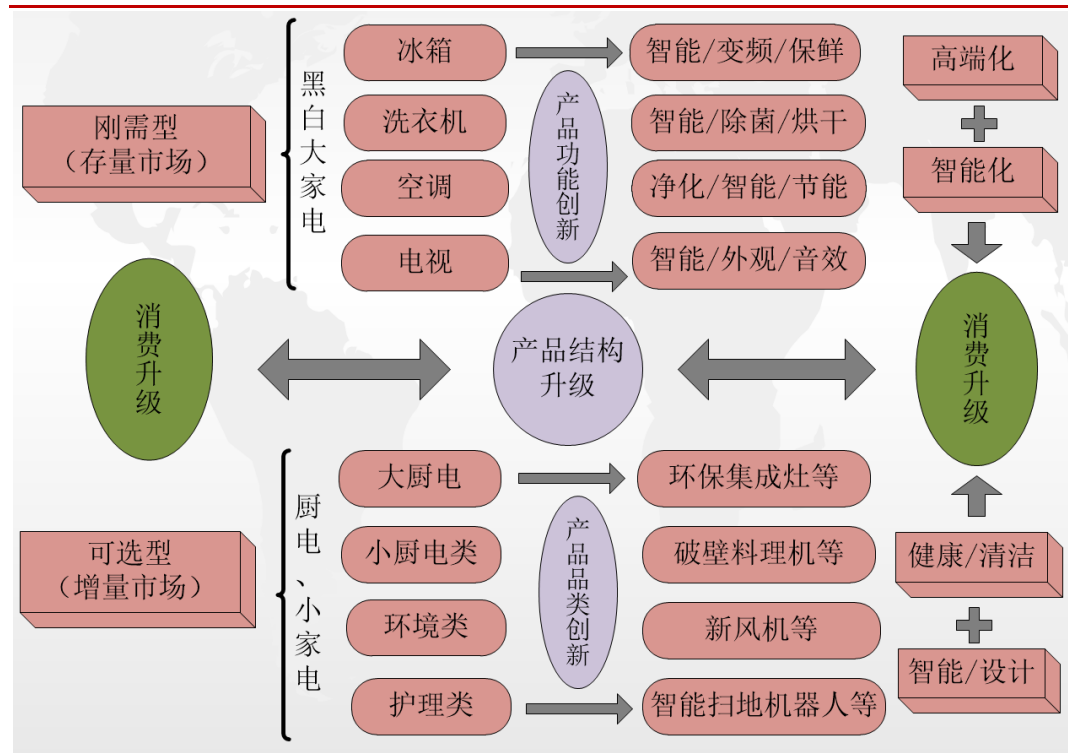 刚需型
（存量市场）
黑白大家电
冰箱
智能/变频/保鲜
洗衣机
智能/除菌/烘干
空调
净化/智能/节能
电视
智能/外观/音效
产品功能创新
高端化
智能化
消费升级
产品结构
升级
消费升级
可选型
（增量市场）
厨电、小家电
大厨电
环保集成灶等
小厨电类
破壁料理机等
环境类
新风机等
护理类
智能扫地机器人等
产品品类创新
健康/清洁
智能/设计